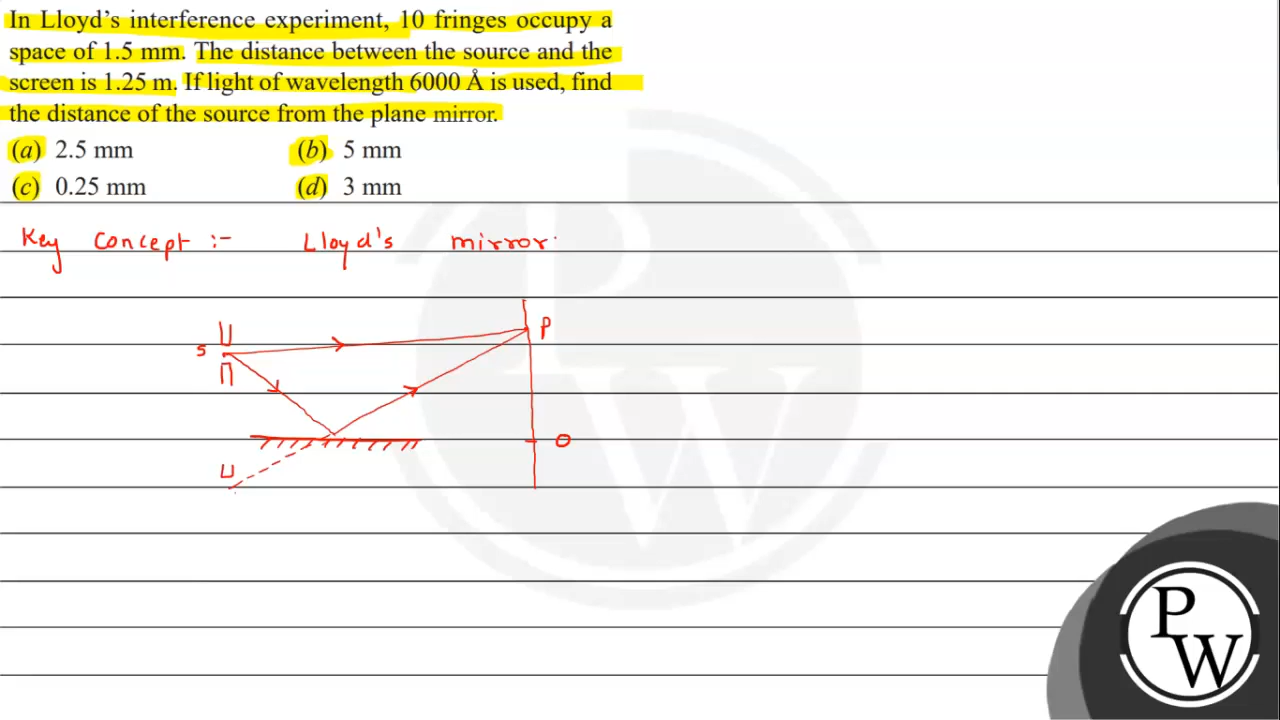 In Lloyd's interference experiment, 10 fringes occupy a
space of 1.5 mm. The distance between the source and the
screen is 1.25 m. If light of wavelength 6000 Å is used, find
the distance of the source from the plane mirror.
(a) 2.5 mm (b) 5 mm
(c) 0.25 mm (d) 3 mm
Key concept :- Lloyd's mirror.
S
P
O
P
W
P
W